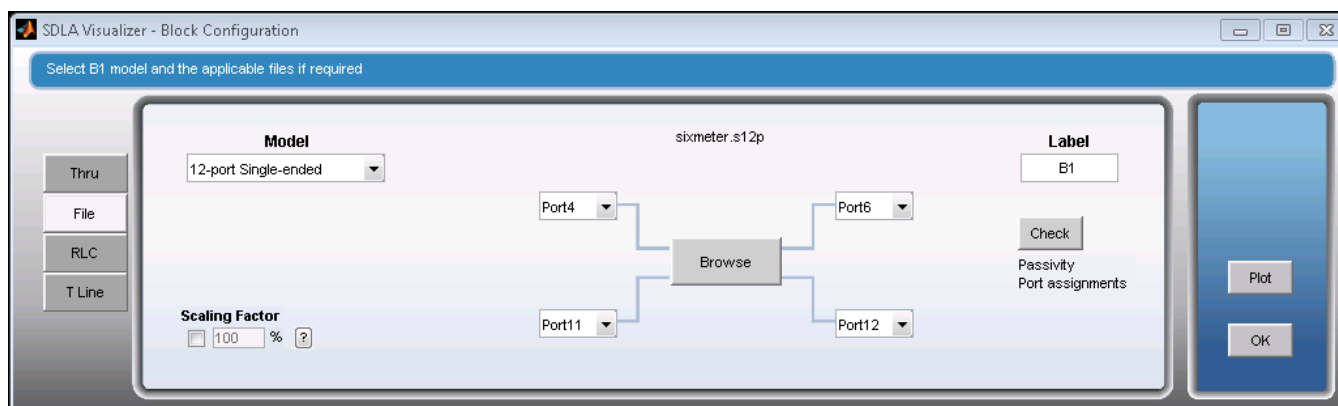 SDLA Visualizer - Block Configuration
Select B1 model and the applicable files if required
Thru
File
RLC
T Line
Model
12-port Single-ended
sixmeter.s12p
Label
B1
Port4
Port6
Browse
Port11
Port12
Check
Passivity
Port assignments
Scaling Factor
100 % ?
Plot
OK